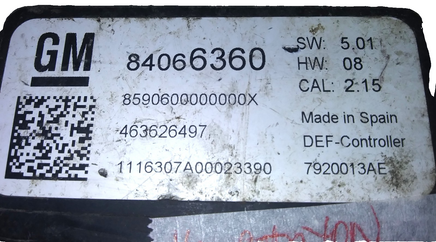 GM 84066360 SW: 5.01
HW: 08
CAL: 2.15
8590600000000X
463626497
1116307A00023390
Made in Spain
DEF-Controller
7920013AE